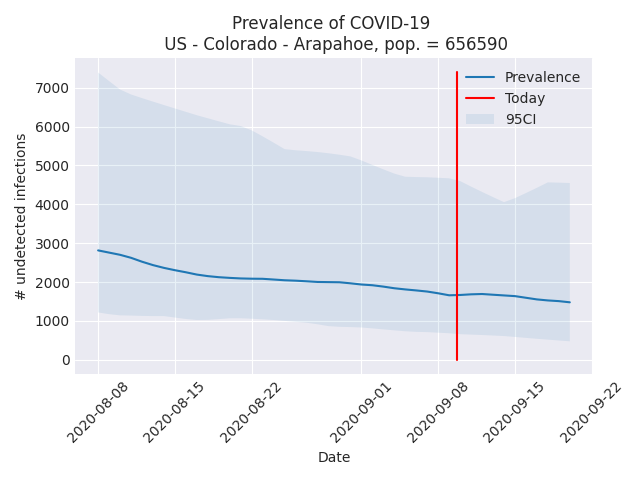 Prevalence of COVID-19
US - Colorado - Arapahoe, pop. = 656590
Prevalence
Today
95CI
7000
6000
5000
4000
3000
2000
1000
0
# undetected infections
2020-08-08
2020-08-15
2020-08-22
2020-09-01
2020-09-08
2020-09-15
2020-09-22
Date